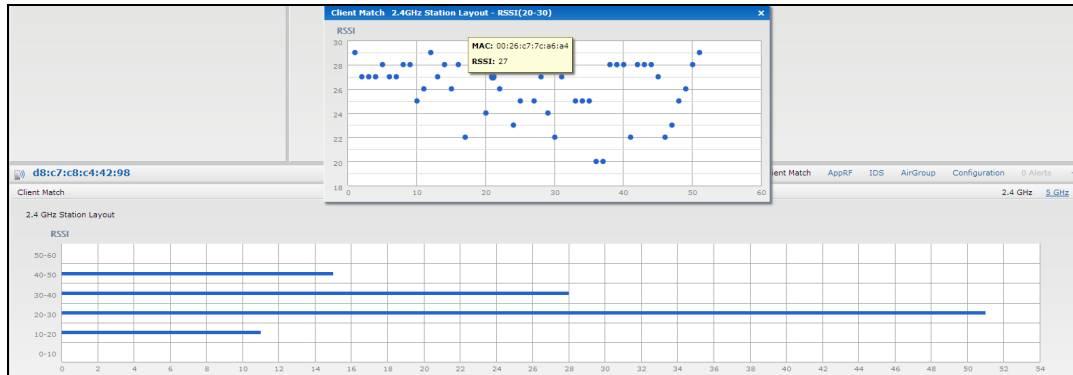 Client Match 2.4GHz Station Layout - RSSI(20-30) ×
RSSI
MAC: 00:26:c7:7c:a6:a4
RSSI: 27
30
28
26
24
22
20
18
0 10 20 30 40 50 60
d8:c7:c8:c4:42:98
ient Match AppRF IDS AirGroup Configuration 0 Alerts
Client Match
2.4 GHz 5 GHz
2.4 GHz Station Layout
RSSI
50-60
40-50
30-40
20-30
10-20
0-10
0 2 4 6 8 10 12 14 16 18 20 22 24 26 28 30 32 34 36 38 40 42 44 46 48 50 52 54